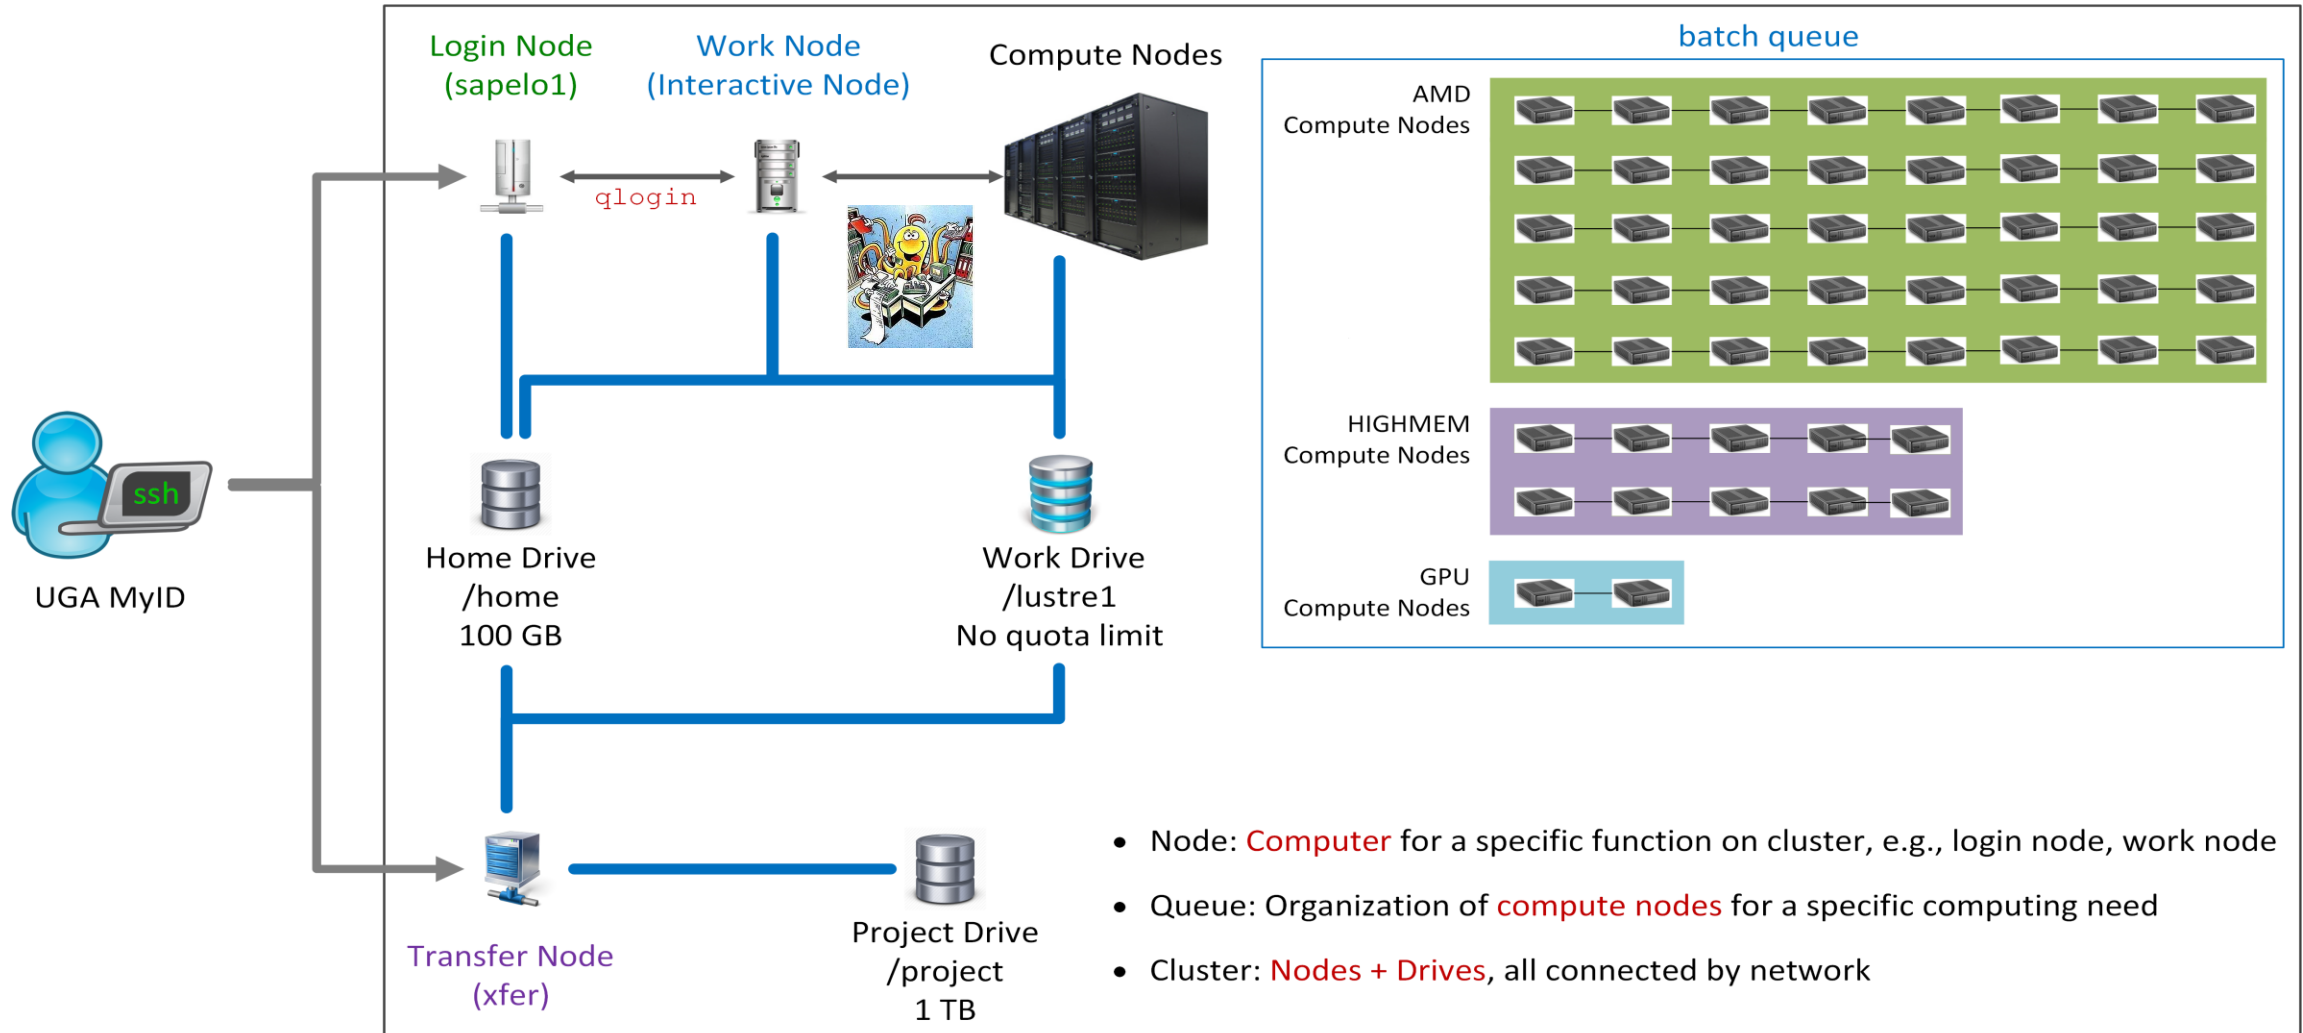 Login Node
(sapelo1)
Work Node
(Interactive Node)
Compute Nodes
qlogin
batch queue
AMD
Compute Nodes
HIGHMEM
Compute Nodes
GPU
Compute Nodes
ssh
UGA MyID
Home Drive
/home
100 GB
Work Drive
/lustre1
No quota limit
Transfer Node
(xfer)
Project Drive
/project
1 TB
• Node: Computer for a specific function on cluster, e.g., login node, work node
• Queue: Organization of compute nodes for a specific computing need
• Cluster: Nodes + Drives, all connected by network